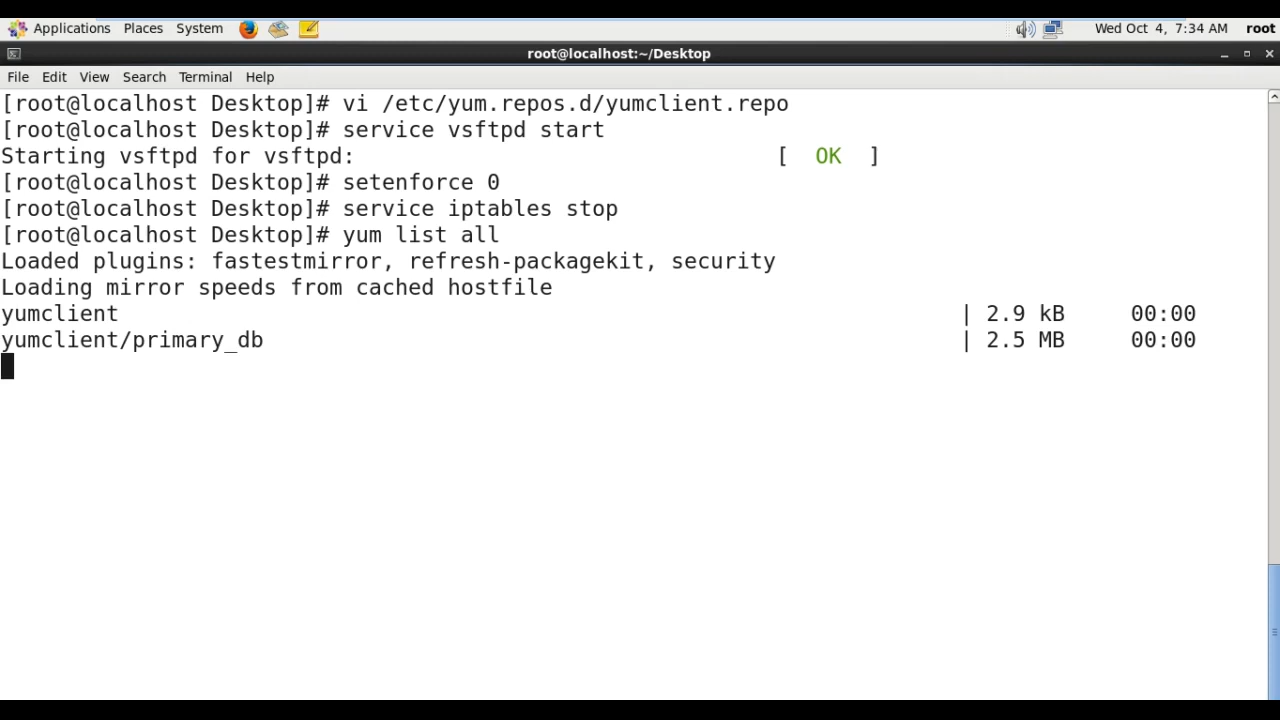 Applications Places System Wed Oct 4, 7:34 AM root
root@localhost:~/Desktop
File Edit View Search Terminal Help
[root@localhost Desktop]# vi /etc/yum.repos.d/yumclient.repo
[root@localhost Desktop]# service vsftpd start
Starting vsftpd for vsftpd: [ OK ]
[root@localhost Desktop]# setenforce 0
[root@localhost Desktop]# service iptables stop
[root@localhost Desktop]# yum list all
Loaded plugins: fastestmirror, refresh-packagekit, security
Loading mirror speeds from cached hostfile
yumclient | 2.9 kB 00:00
yumclient/primary_db | 2.5 MB 00:00